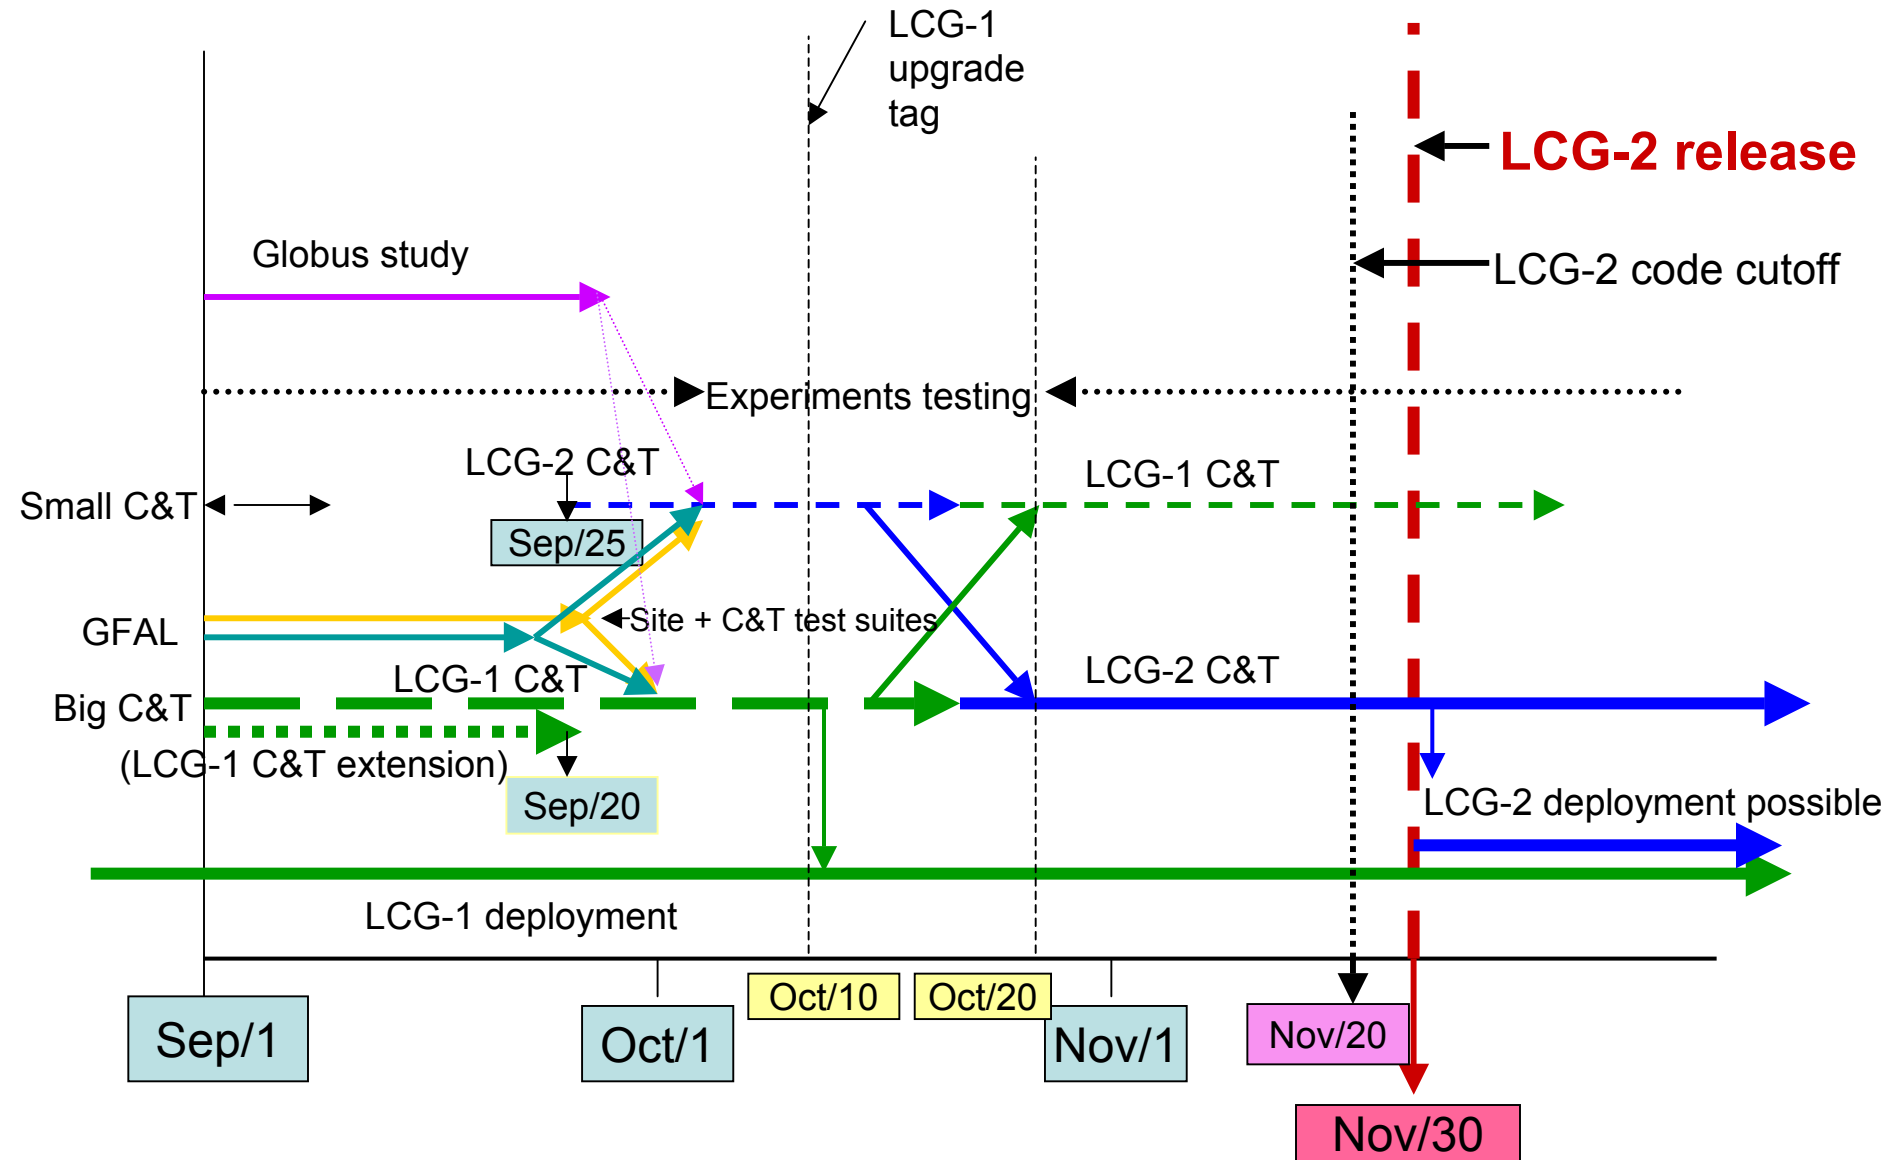 LCG-1
upgrade
tag
LCG-2 release
Globus study
LCG-2 code cutoff
Experiments testing
LCG-2 C&T
LCG-1 C&T
Small C&T
Sep/25
Site + C&T test suites
GFAL
LCG-1 C&T
LCG-2 C&T
Big C&T
(LCG-1 C&T extension)
Sep/20
LCG-2 deployment possible
LCG-1 deployment
Oct/10
Oct/20
Sep/1
Oct/1
Nov/1
Nov/20
Nov/30